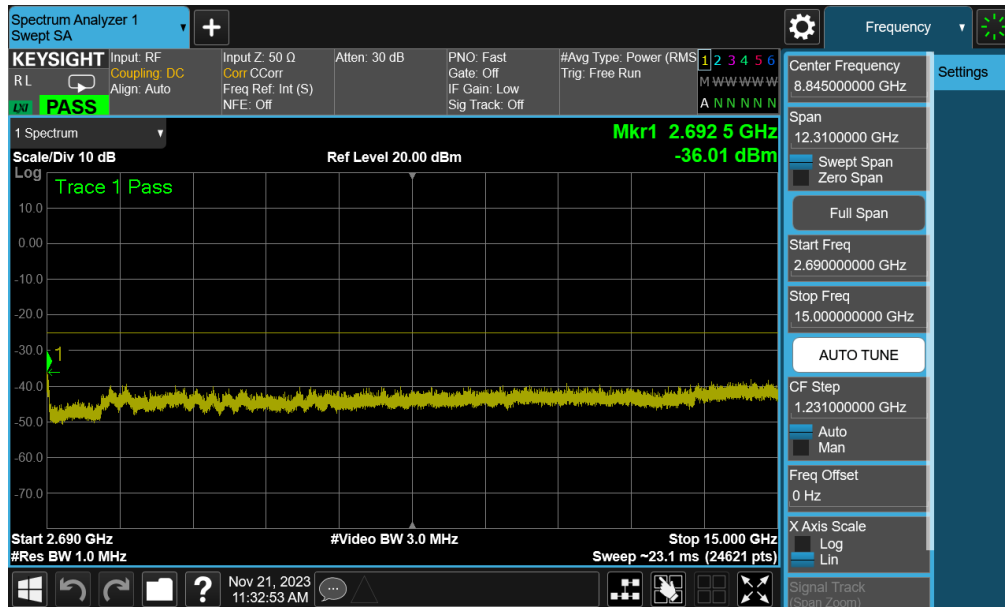 Spectrum Analyzer 1
Swept SA
+
Frequency
KEYSIGHT
RL
LXI PASS
Input: RF
Coupling: DC
Align: Auto
Input Z: 50 Ω
Corr CCorr
Freq Ref: Int (S)
NFE: Off
Atten: 30 dB
PNO: Fast
Gate: Off
IF Gain: Low
Sig Track: Off
#Avg Type: Power (RMS
Trig: Free Run
1 2 3 4 5 6
M W W W W W
A N N N N N
1 Spectrum
Scale/Div 10 dB
Ref Level 20.00 dBm
Mkr1 2.692 5 GHz
-36.01 dBm
Log
Trace 1 Pass
10.0
0.00
-10.0
-20.0
-30.0
1
-40.0
-50.0
-60.0
-70.0
Start 2.690 GHz
#Res BW 1.0 MHz
#Video BW 3.0 MHz
Stop 15.000 GHz
Sweep ~23.1 ms (24621 pts)
?
Nov 21, 2023
11:32:53 AM
Center Frequency
8.845000000 GHz
Span
12.3100000 GHz
Swept Span
Zero Span
Full Span
Start Freq
2.690000000 GHz
Stop Freq
15.000000000 GHz
AUTO TUNE
CF Step
1.231000000 GHz
Auto
Man
Freq Offset
0 Hz
X Axis Scale
Log
Lin
Signal Track
(Span Zoom)
Settings